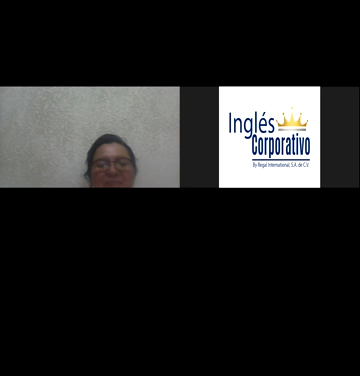 Inglés
Corporativo
By Regal International, S.A. de C.V.